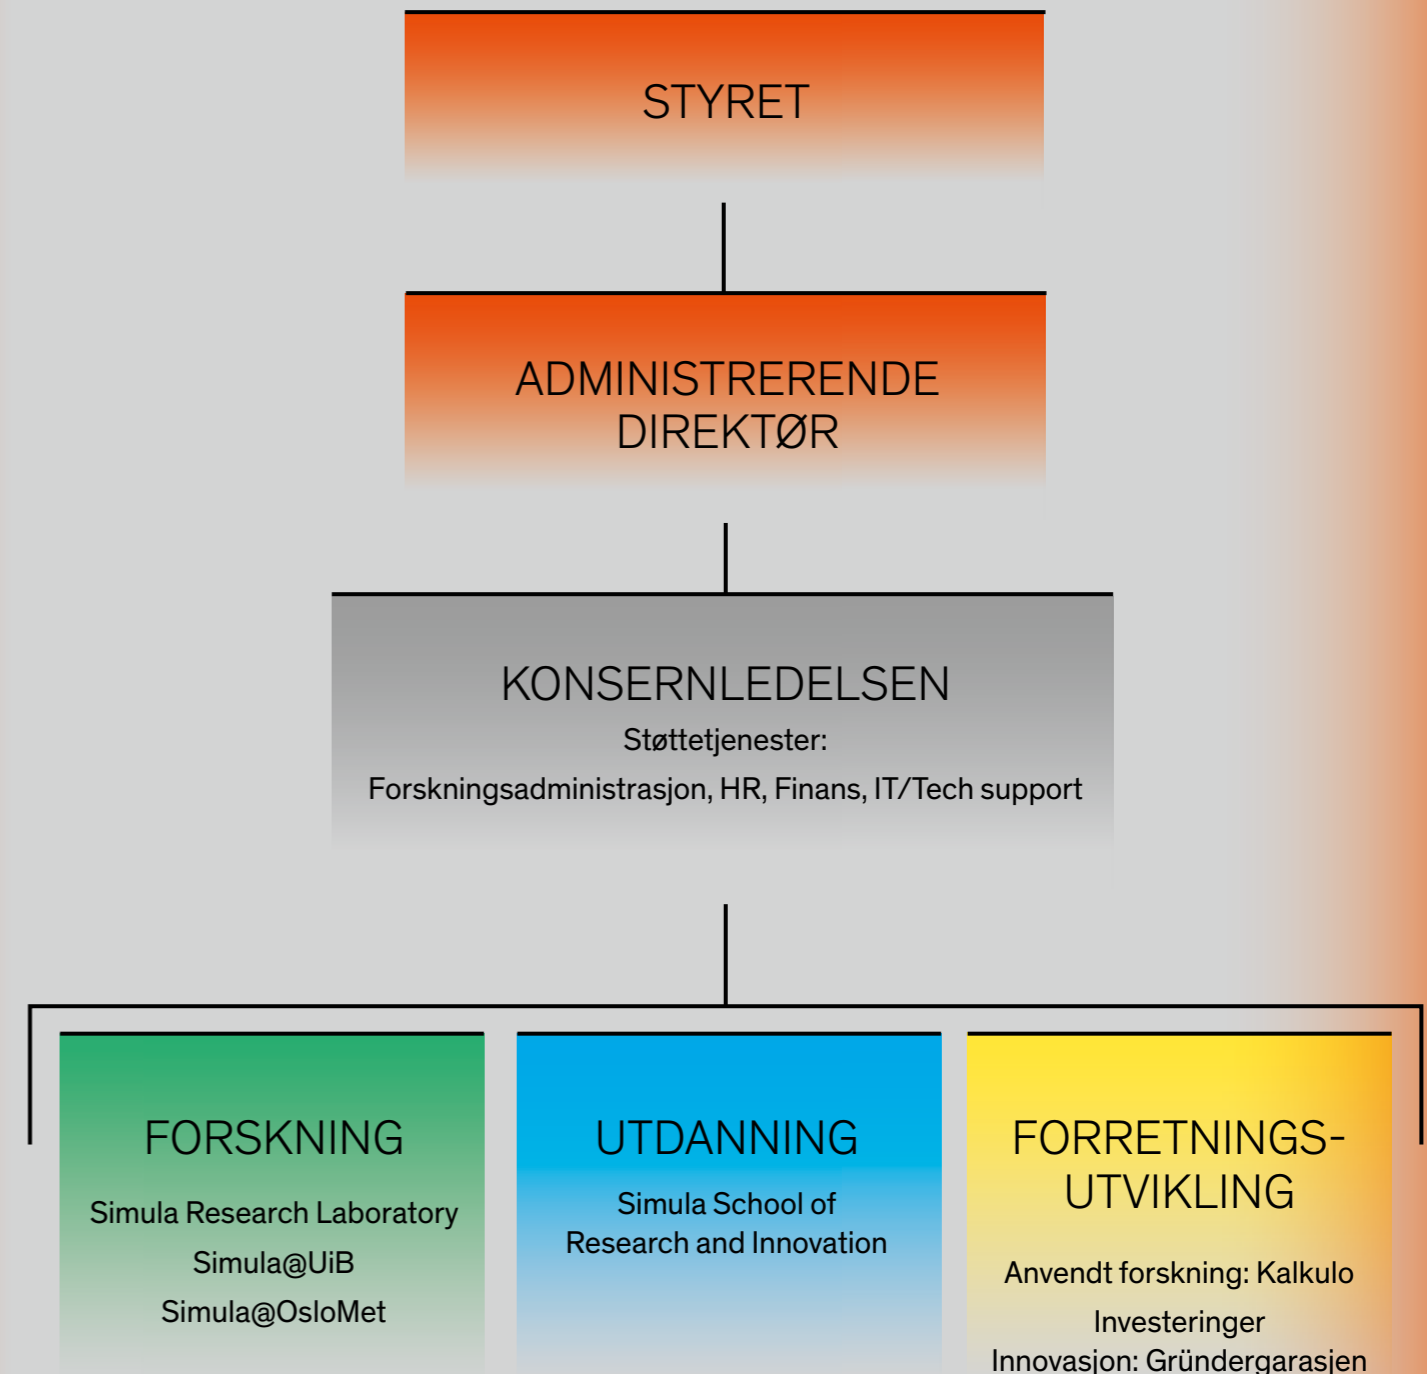 STYRET
ADMINISTRERENDE
DIREKTØR
KONSERNLEDELSEN
Støttetjenester:
Forskningsadministrasjon, HR, Finans, IT/Tech support
FORSKNING
Simula Research Laboratory
Simula@UiB
Simula@OsloMet
UTDANNING
Simula School of
Research and Innovation
FORRETNINGS-
UTVIKLING
Anvendt forskning: Kalkulo
Investeringer
Innovasjon: Gründergarasjen